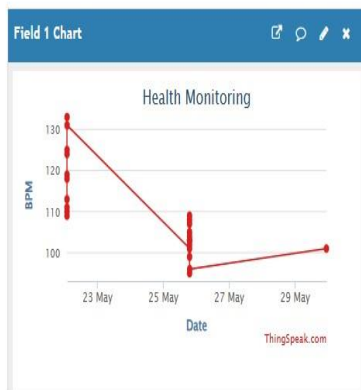 Field 1 Chart
Health Monitoring
130
120
110
100
BPM
23 May 25 May 27 May 29 May
Date
ThingSpeak.com